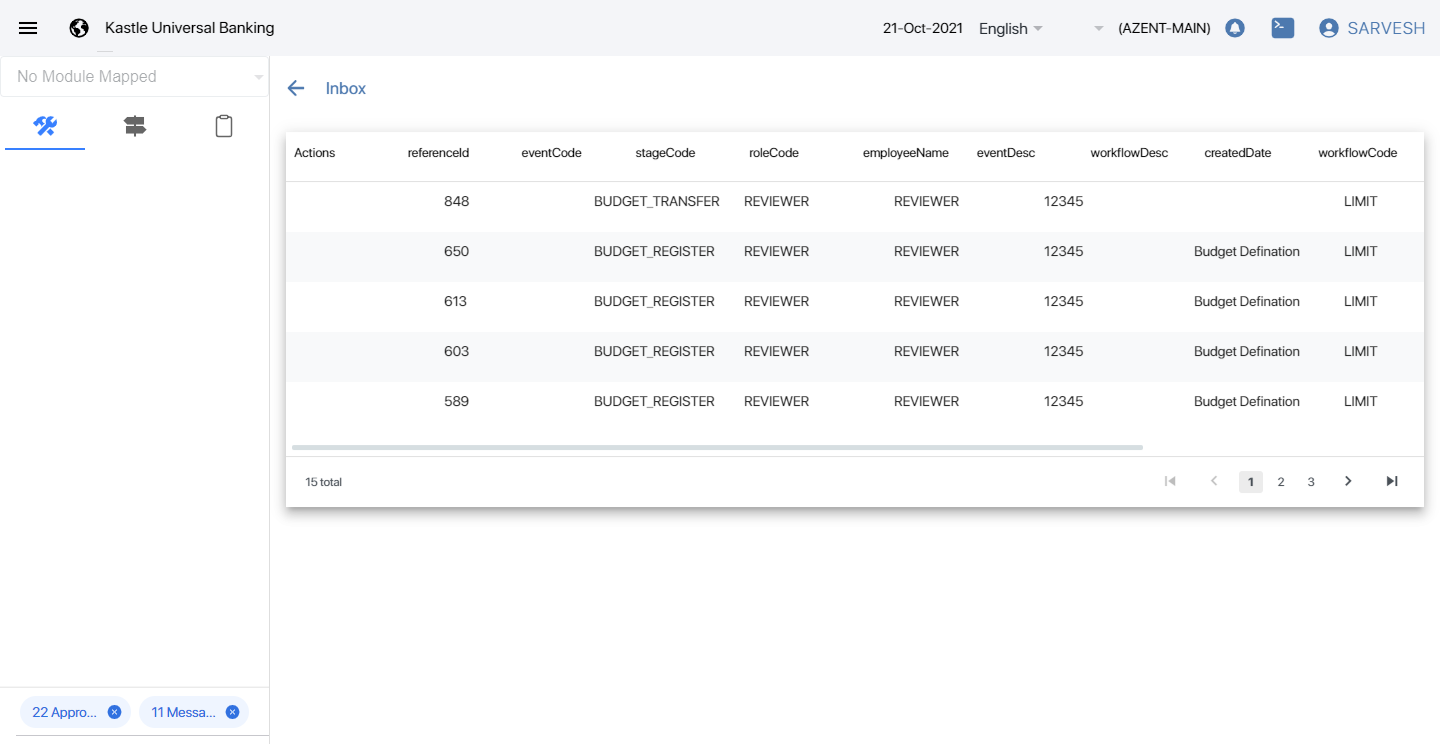 Kastle Universal Banking 21-Oct-2021 English (AZENT-MAIN) SARVESH
No Module Mapped
Inbox
Actions referenceId eventCode stageCode roleCode employeeName eventDesc workflowDesc createdDate workflowCode
848 BUDGET_TRANSFER REVIEWER REVIEWER 12345 LIMIT
650 BUDGET_REGISTER REVIEWER REVIEWER 12345 Budget Defination LIMIT
613 BUDGET_REGISTER REVIEWER REVIEWER 12345 Budget Defination LIMIT
603 BUDGET_REGISTER REVIEWER REVIEWER 12345 Budget Defination LIMIT
589 BUDGET_REGISTER REVIEWER REVIEWER 12345 Budget Defination LIMIT
15 total 1 2 3
22 Appro... 11 Messa...